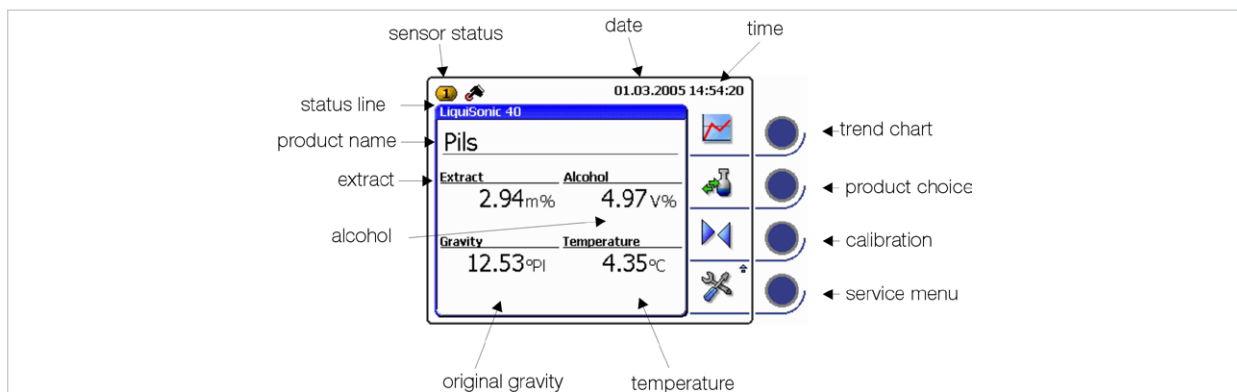 sensor status
date
time
status line
product name
extract
alcohol
1
01.03.2005 14:54:20
LiquiSonic 40
Pils
Extract Alcohol
2.94m% 4.97V%
Gravity Temperature
12.53°Pl 4.35°C
trend chart
product choice
calibration
service menu
original gravity
temperature